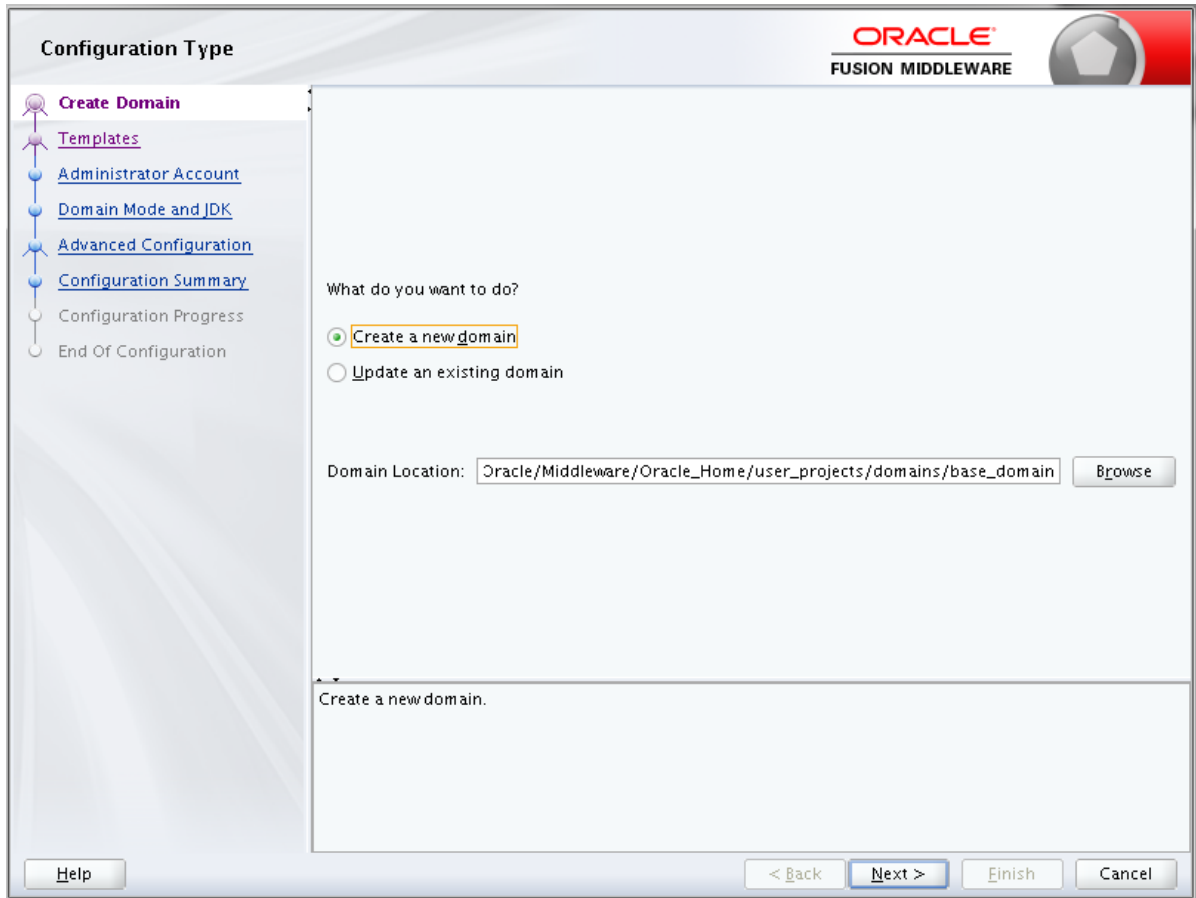 Configuration Type
ORACLE
FUSION MIDDLEWARE
Create Domain
Templates
Administrator Account
Domain Mode and JDK
Advanced Configuration
Configuration Summary
Configuration Progress
End Of Configuration
What do you want to do?
Create a new domain
Update an existing domain
Domain Location: Oracle/Middleware/Oracle_Home/user_projects/domains/base_domain Browse
Create a new domain.
Help < Back Next > Finish Cancel